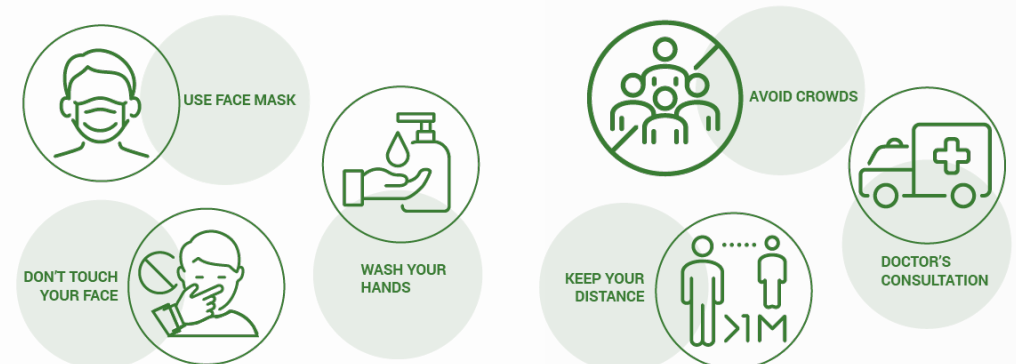 USE FACE MASK
WASH YOUR
HANDS
DON'T TOUCH
YOUR FACE
AVOID CROWDS
DOCTOR'S
CONSULTATION
KEEP YOUR
DISTANCE
>1M